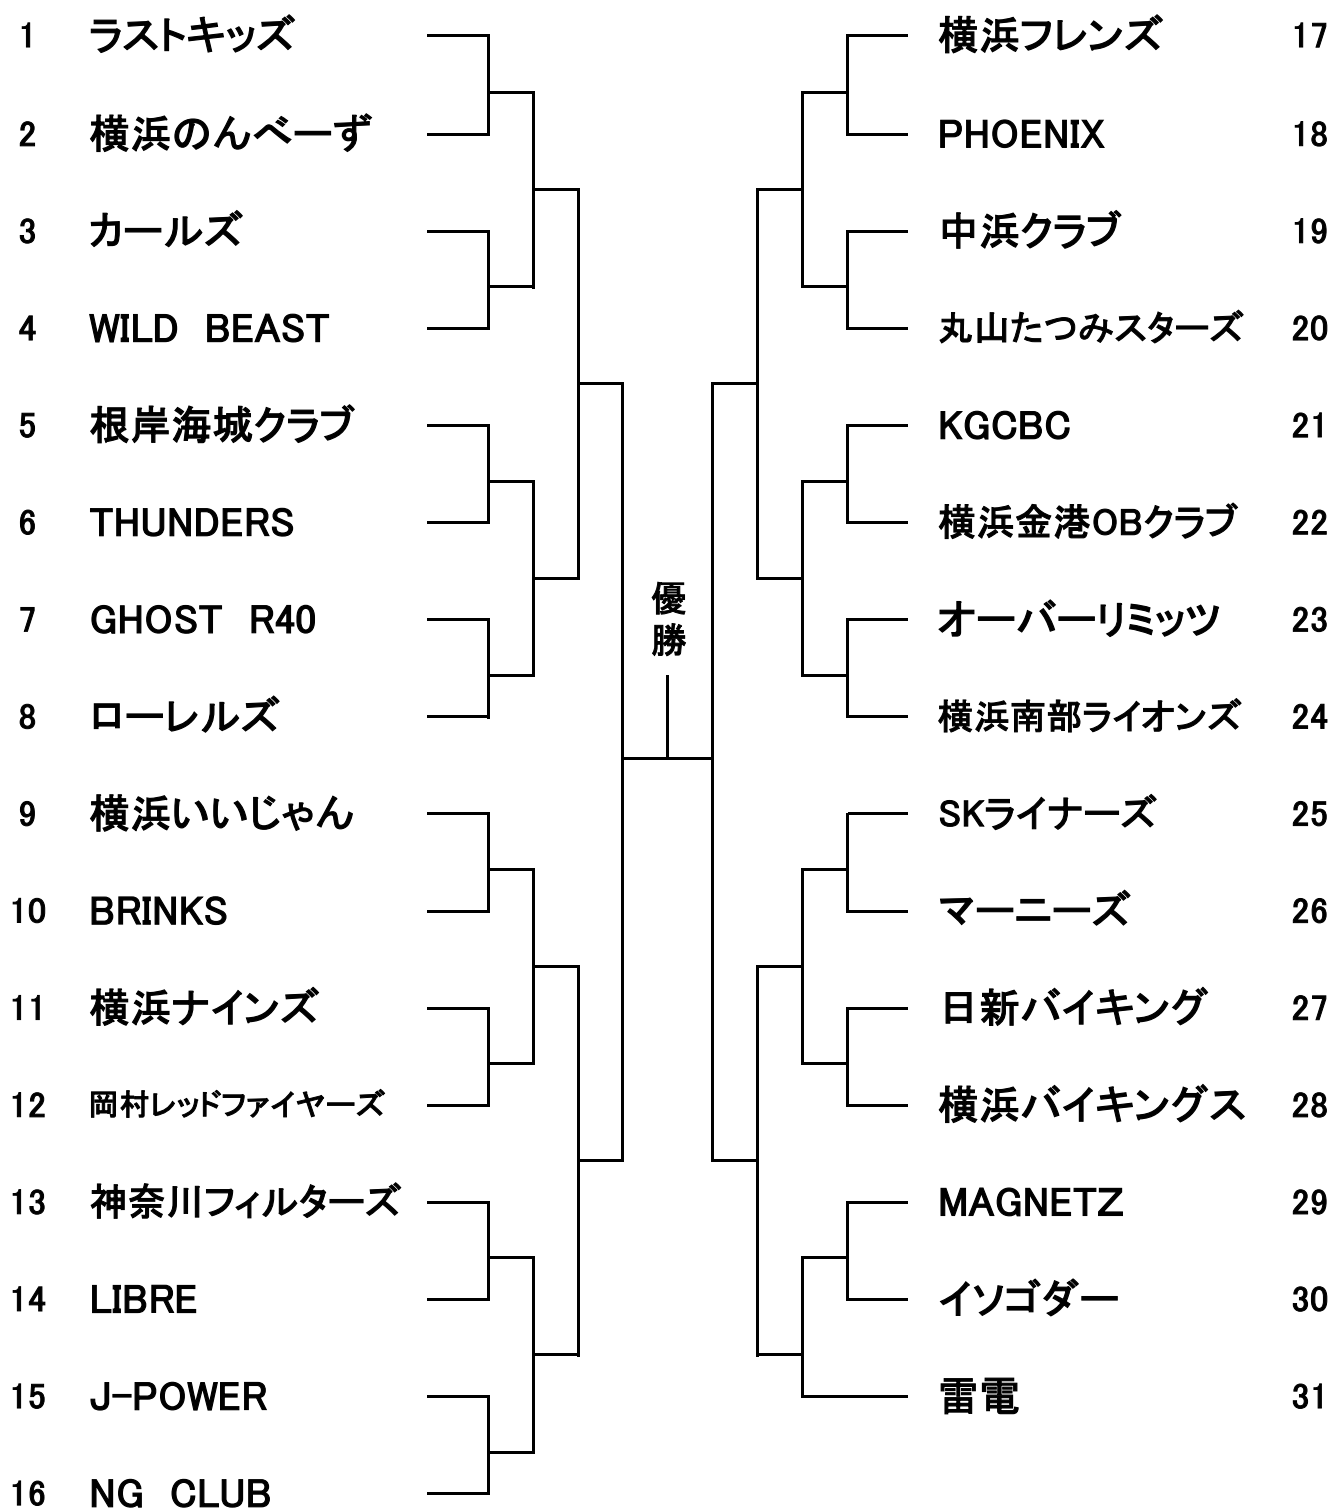 1 ラストキッズ
2 横浜のんべーず
3 カールズ
4 WILD BEAST
5 根岸海城クラブ
6 THUNDERS
7 GHOST R40
8 ローレルズ
9 横浜いいじゃん
10 BRINKS
11 横浜ナインズ
12 岡村レッドファイヤーズ
13 神奈川フィルターズ
14 LIBRE
15 J-POWER
16 NG CLUB
優勝
横浜フレンズ 17
PHOENIX 18
中浜クラブ 19
丸山たつみスターズ 20
KGCBC 21
横浜金港OBクラブ 22
オーバーリミッツ 23
横浜南部ライオンズ 24
SKライナーズ 25
マーニーズ 26
日新バイキング 27
横浜バイキングス 28
MAGNETZ 29
イソゴダー 30
雷電 31